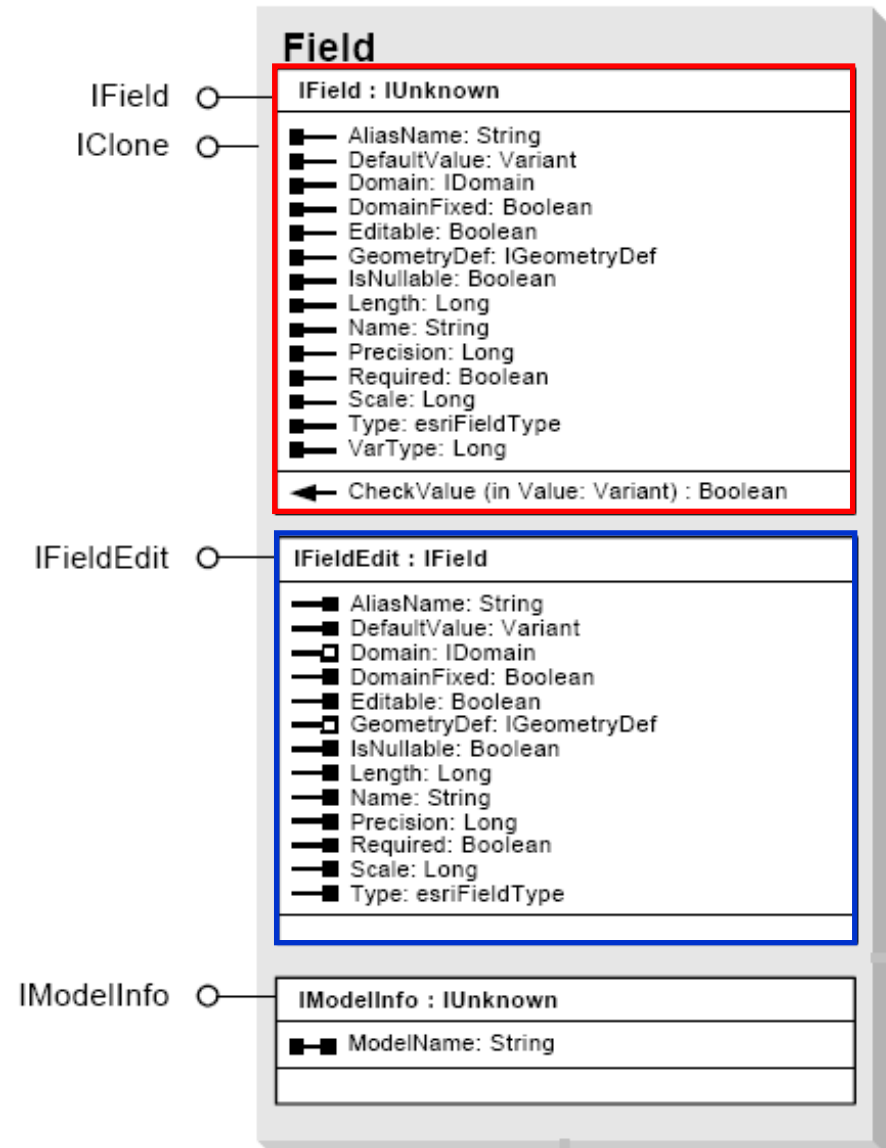 Field
IField
IField : IUnknown
IClone
AliasName: String
DefaultValue: Variant
Domain: IDomain
DomainFixed: Boolean
Editable: Boolean
GeometryDef: IGeometryDef
IsNullable: Boolean
Length: Long
Name: String
Precision: Long
Required: Boolean
Scale: Long
Type: esriFieldType
VarType: Long
CheckValue (in Value: Variant) : Boolean
IFieldEdit
IFieldEdit : IField
AliasName: String
DefaultValue: Variant
Domain: IDomain
DomainFixed: Boolean
Editable: Boolean
GeometryDef: IGeometryDef
IsNullable: Boolean
Length: Long
Name: String
Precision: Long
Required: Boolean
Scale: Long
Type: esriFieldType
IModelInfo
IModelInfo : IUnknown
ModelName: String